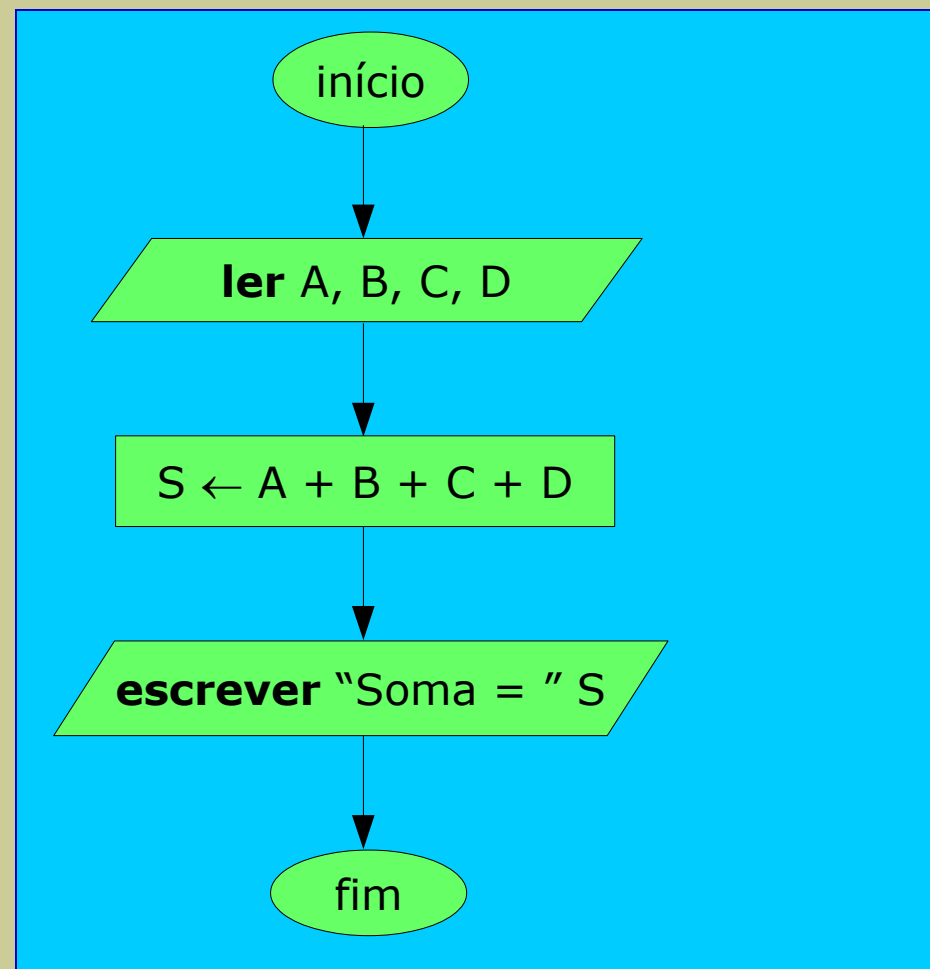 início
ler A, B, C, D
S ← A + B + C + D
escrever “Soma = ” S
fim